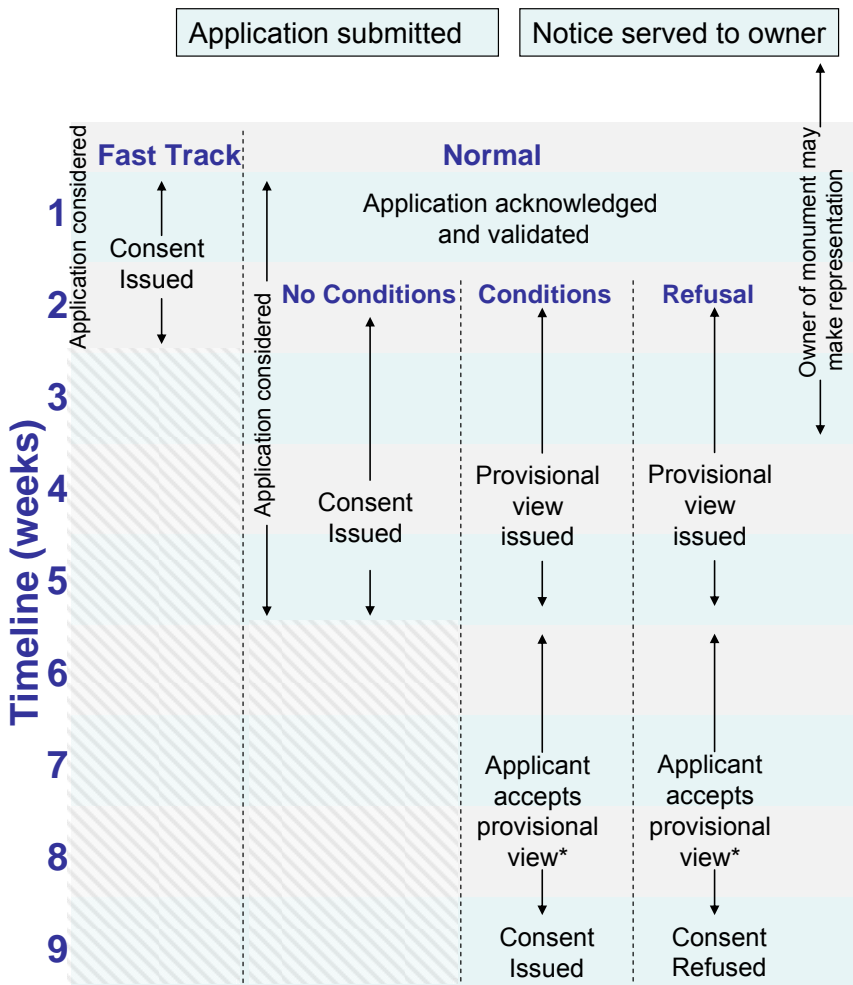 Application submitted
Notice served to owner
Application considered
Fast Track
Normal
Owner of monument may
make representation
1
Application acknowledged
and validated
Consent
Issued
2
No Conditions
Conditions
Refusal
Application considered
Timeline (weeks)
3
4
Consent
Issued
Provisional
view
issued
Provisional
view
issued
5
6
7
Applicant
accepts
provisional
view*
Applicant
accepts
provisional
view*
8
9
Consent
Issued
Consent
Refused